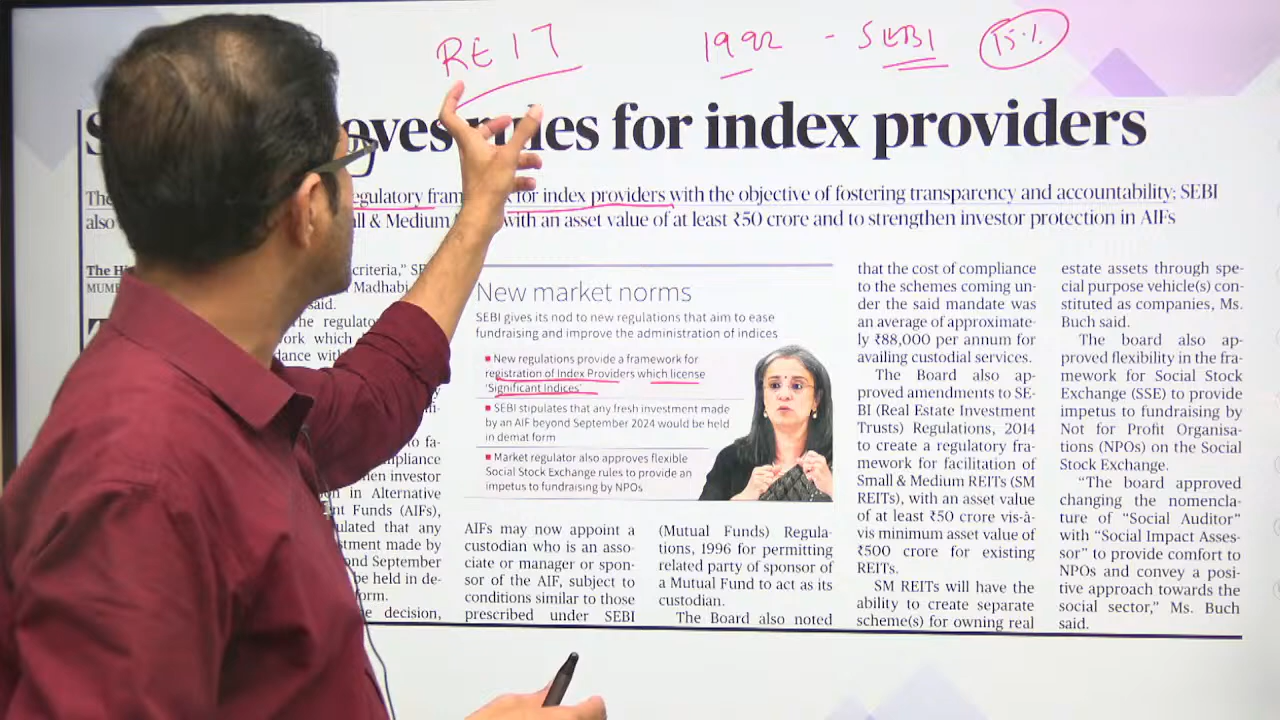 REIT 1992 - SEBI 15%
oves rules for index providers
The egulatory fram for index providers with the objective of fostering transparency and accountability; SEBI
also ll & Medium with an asset value of at least ₹50 crore and to strengthen investor protection in AIFs
The Hi
MUM
criteria,” SE
Madhabi
said.
The regulato
ork which
dance with
to fa-
mpliance
hen investor
n in Alternative
nt Funds (AIFs),
ulated that any
stment made by
ond September
be held in de-
form.
e decision,
New market norms
SEBI gives its nod to new regulations that aim to ease
fundraising and improve the administration of indices
New regulations provide a framework for
registration of Index Providers which license
‘Significant Indices’
SEBI stipulates that any fresh investment made
by an AIF beyond September 2024 would be held
in demat form
Market regulator also approves flexible
Social Stock Exchange rules to provide an
impetus to fundraising by NPOs
AIFs may now appoint a
custodian who is an asso-
ciate or manager or spon-
sor of the AIF, subject to
conditions similar to those
prescribed under SEBI
(Mutual Funds) Regula-
tions, 1996 for permitting
related party of sponsor of
a Mutual Fund to act as its
custodian.
The Board also noted
that the cost of compliance
to the schemes coming un-
der the said mandate was
an average of approximate-
ly ₹88,000 per annum for
availing custodial services.
The Board also ap-
proved amendments to SE-
BI (Real Estate Investment
Trusts) Regulations, 2014
to create a regulatory fra-
mework for facilitation of
Small & Medium REITs (SM
REITs), with an asset value
of at least ₹50 crore vis-à-
vis minimum asset value of
₹500 crore for existing
REITs.
SM REITs will have the
ability to create separate
scheme(s) for owning real
estate assets through spe-
cial purpose vehicle(s) con-
stituted as companies, Ms.
Buch said.
The board also ap-
proved flexibility in the fra-
mework for Social Stock
Exchange (SSE) to provide
impetus to fundraising by
Not for Profit Organisa-
tions (NPOs) on the Social
Stock Exchange.
“The board approved
changing the nomencla-
ture of “Social Auditor”
with “Social Impact Asses-
sor” to provide comfort to
NPOs and convey a posi-
tive approach towards the
social sector,” Ms. Buch
said.